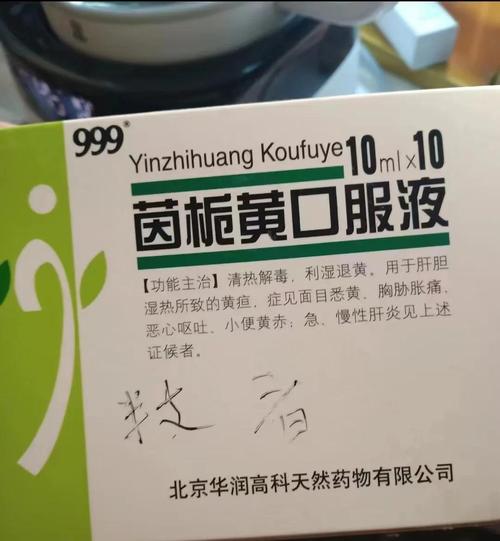 999®
Yinzhihuang Koufuye 10ml×10
茵栀黄口服液
【功能主治】清热解毒，利湿退黄。用于肝胆
湿热所致的黄疸，症见面目悉黄、胸胁胀痛、
恶心呕吐、小便黄赤；急、慢性肝炎见上述
证候者。
北京华润高科天然药物有限公司